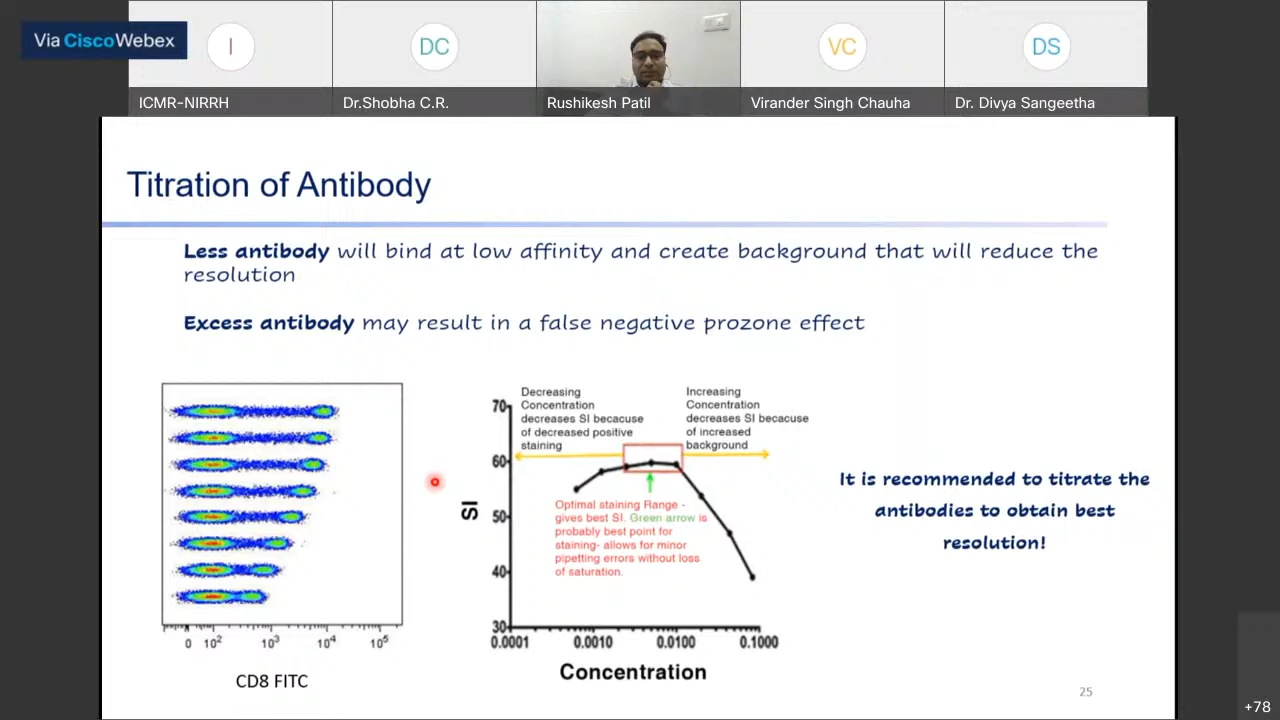 Via CiscoWebex
I
DC
VC
DS
ICMR-NIRRH
Dr.Shobha C.R.
Rushikesh Patil
Virander Singh Chauha
Dr. Divya Sangeetha
Titration of Antibody
Less antibody will bind at low affinity and create background that will reduce the
resolution
Excess antibody may result in a false negative prozone effect
0 10² 10³ 10⁴ 10⁵
CD8 FITC
Decreasing
Concentration
decreases SI becacuse
of decreased positive
staining
Increasing
Concentration
decreases SI becacuse
of increased
background
70
60
50
40
30
SI
Optimal staining Range -
gives best SI. Green arrow is
probably best point for
staining- allows for minor
pipetting errors without loss
of saturation.
0.0001 0.0010 0.0100 0.1000
Concentration
It is recommended to titrate the
antibodies to obtain best
resolution!
25
+78